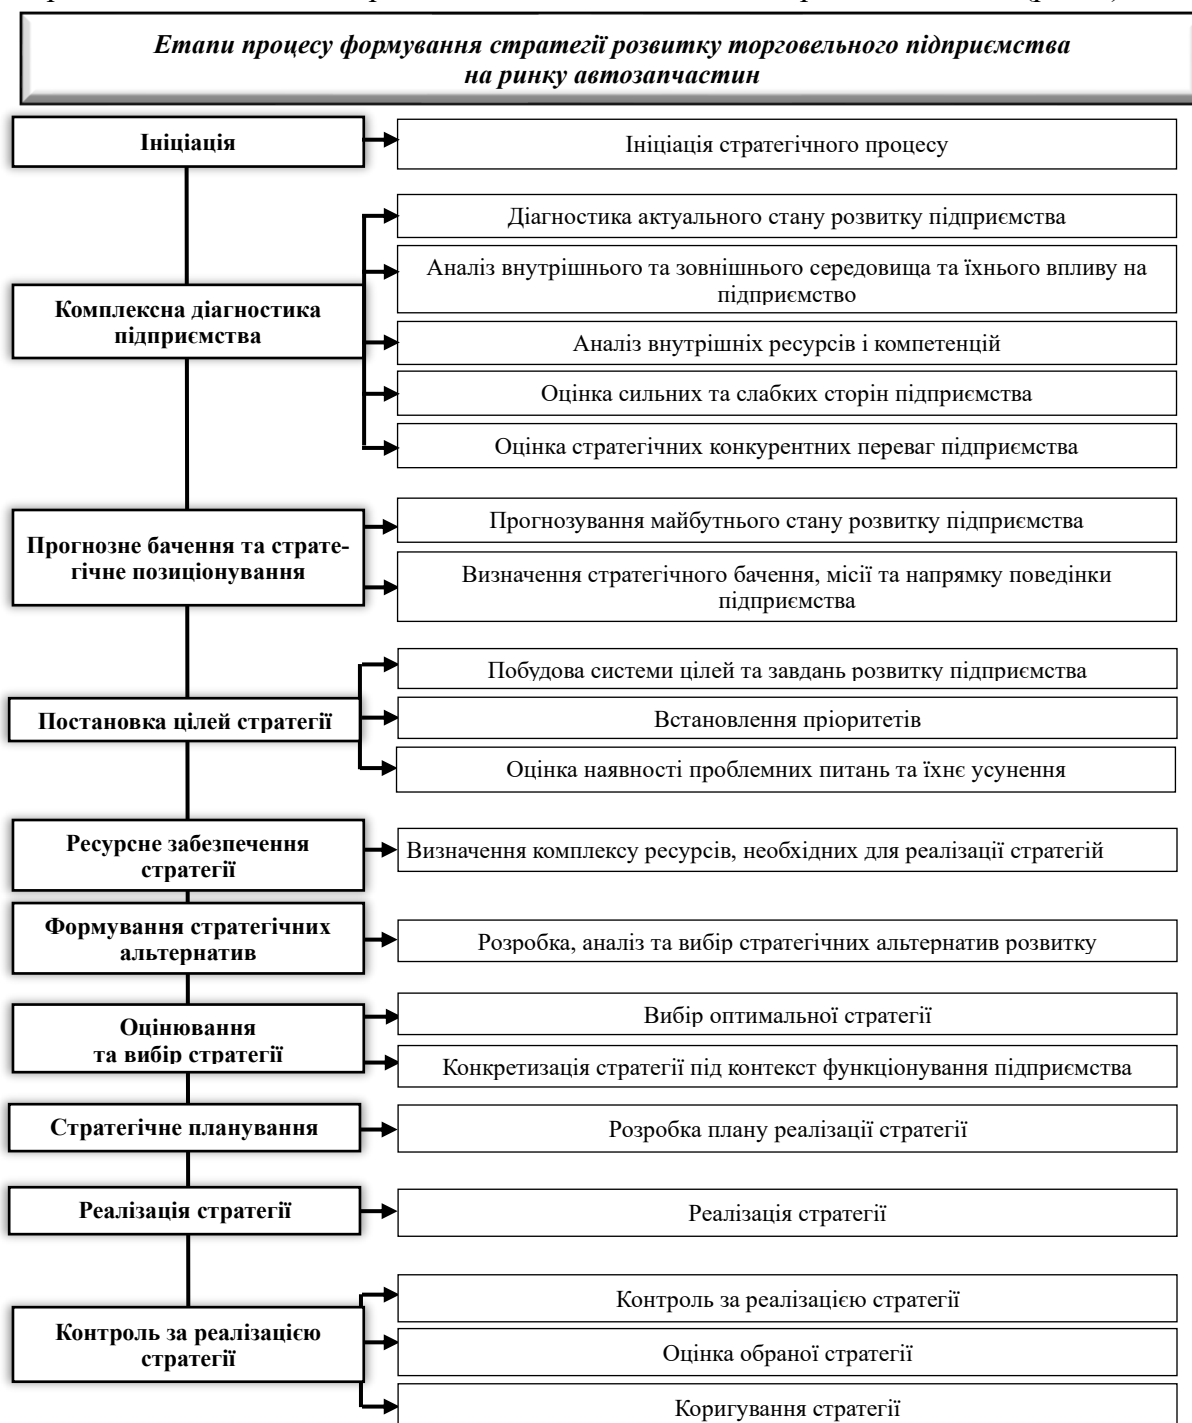 Етапи процесу формування стратегії розвитку торговельного підприємства
на ринку автозапчастин
Ініціація
Ініціація стратегічного процесу
Комплексна діагностика
підприємства
Діагностика актуального стану розвитку підприємства
Аналіз внутрішнього та зовнішнього середовища та їхнього впливу на
підприємство
Аналіз внутрішніх ресурсів і компетенцій
Оцінка сильних та слабких сторін підприємства
Оцінка стратегічних конкурентних переваг підприємства
Прогнозне бачення та страте-
гічне позиціонування
Прогнозування майбутнього стану розвитку підприємства
Визначення стратегічного бачення, місії та напрямку поведінки
підприємства
Постановка цілей стратегії
Побудова системи цілей та завдань розвитку підприємства
Встановлення пріоритетів
Оцінка наявності проблемних питань та їхнє усунення
Ресурсне забезпечення
стратегії
Визначення комплексу ресурсів, необхідних для реалізації стратегій
Формування стратегічних
альтернатив
Розробка, аналіз та вибір стратегічних альтернатив розвитку
Оцінювання
та вибір стратегії
Вибір оптимальної стратегії
Конкретизація стратегії під контекст функціонування підприємства
Стратегічне планування
Розробка плану реалізації стратегії
Реалізація стратегії
Реалізація стратегії
Контроль за реалізацією
стратегії
Контроль за реалізацією стратегії
Оцінка обраної стратегії
Коригування стратегії